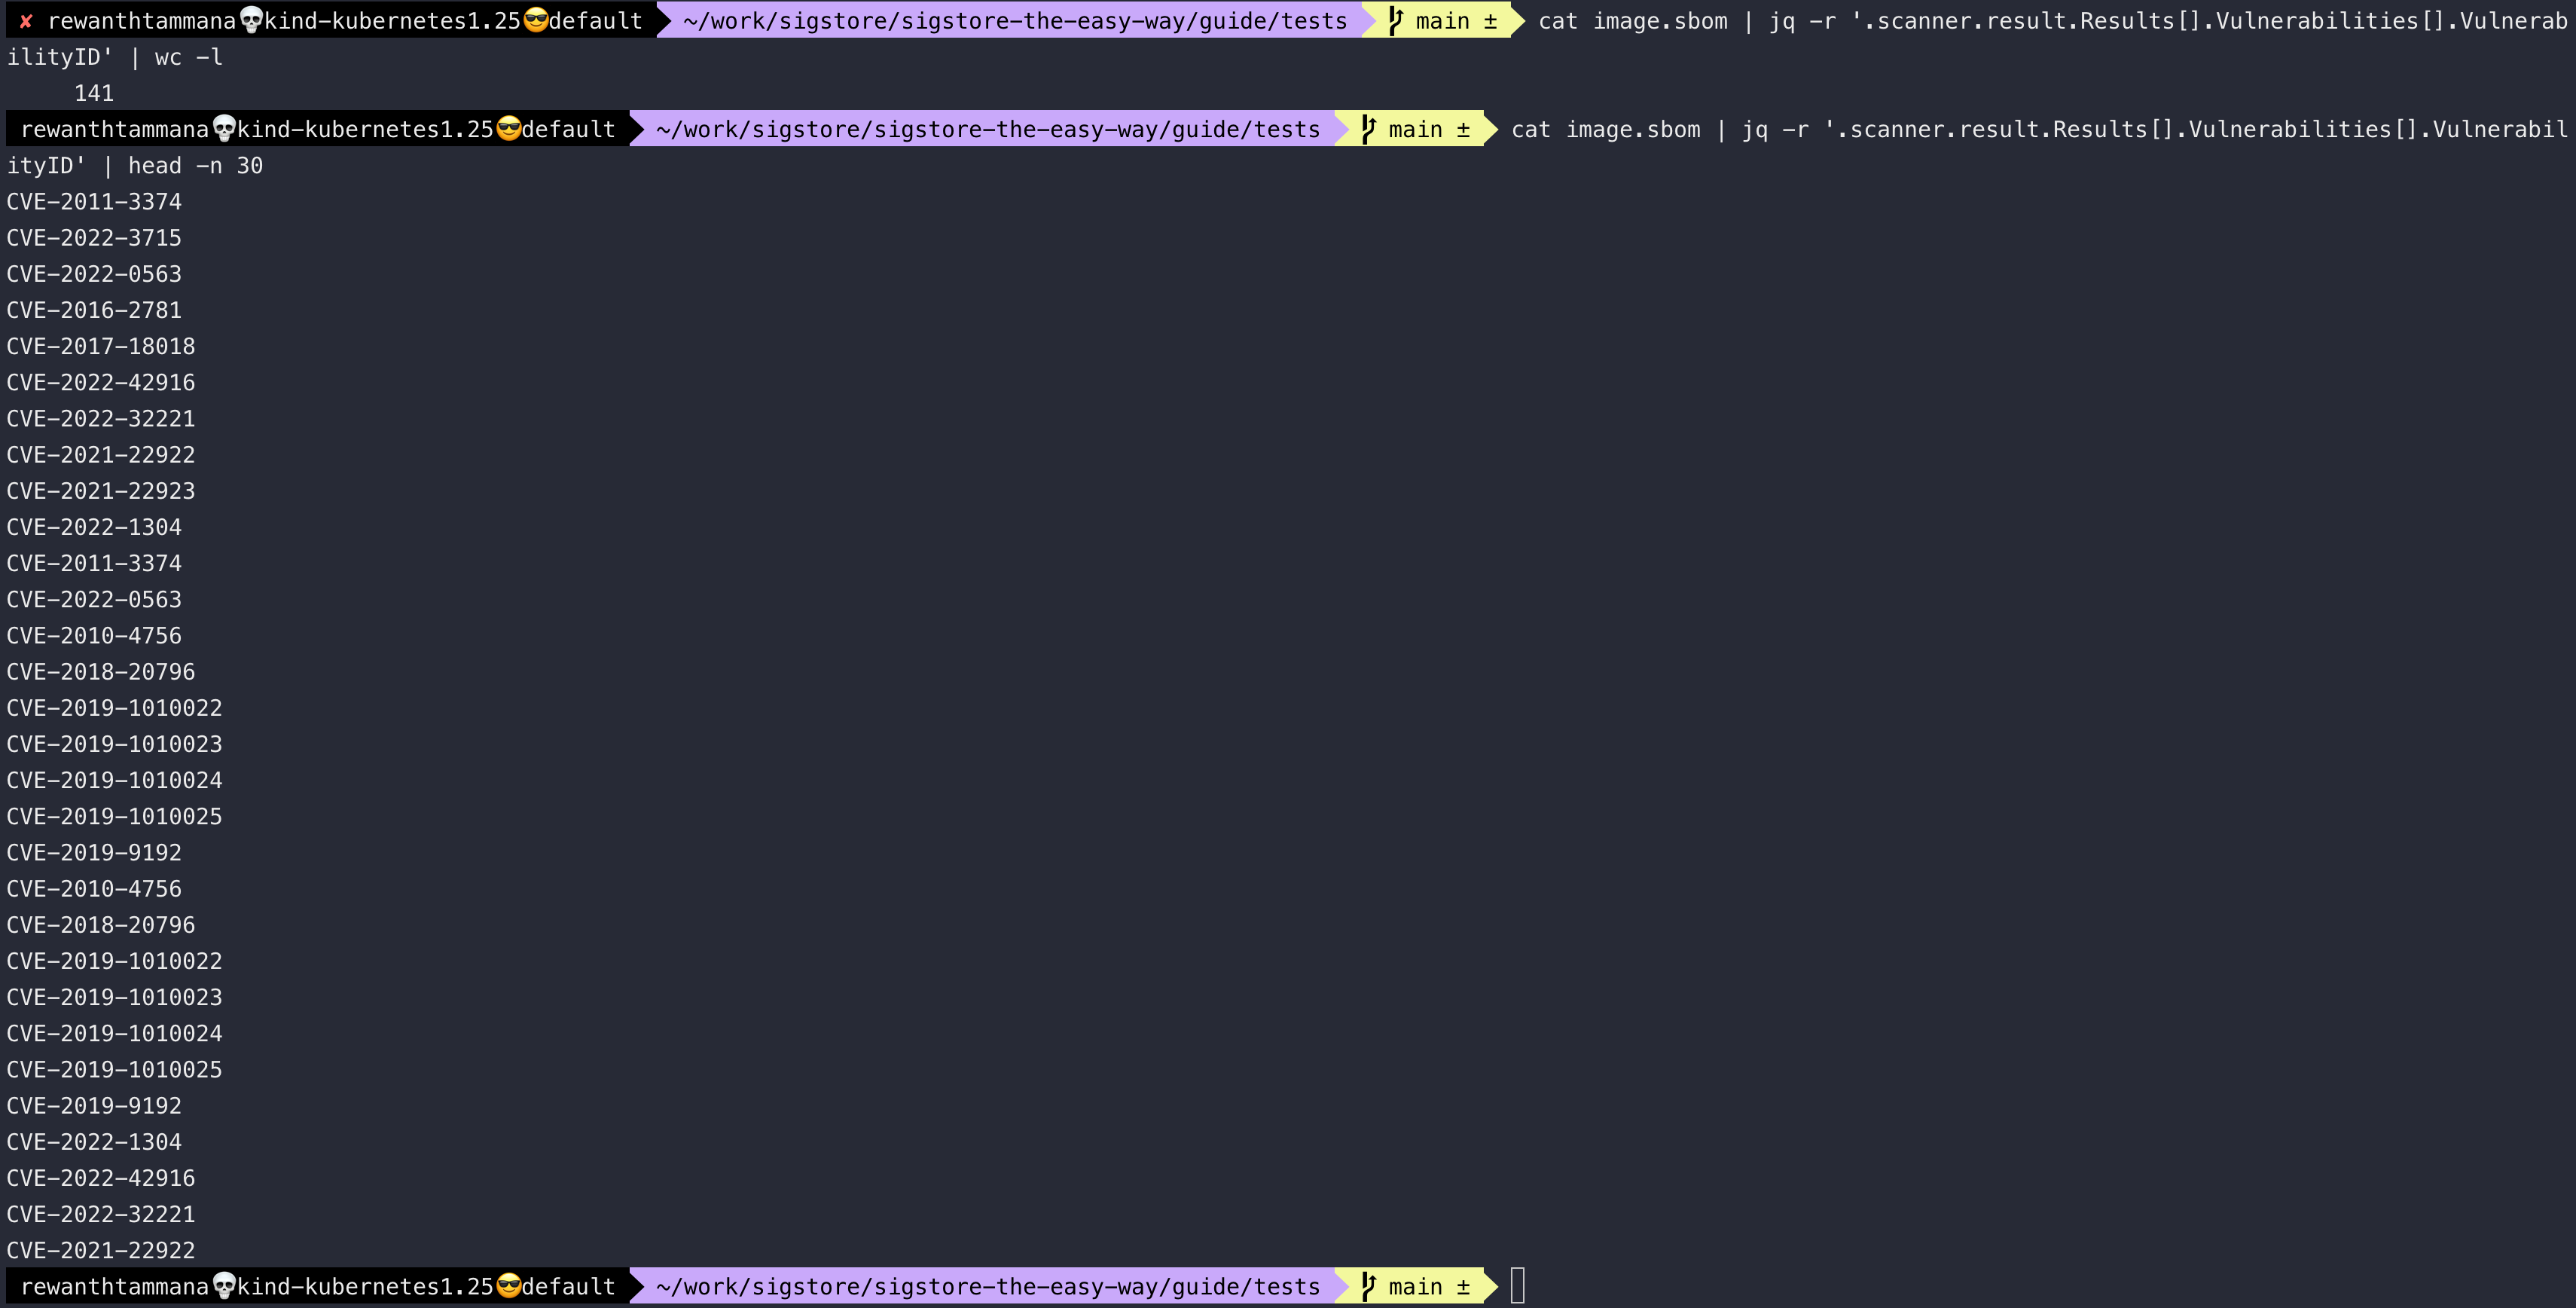 ✘ rewanthtammana💀kind-kubernetes1.25😎default ~/work/sigstore/sigstore-the-easy-way/guide/tests main ± cat image.sbom | jq -r '.scanner.result.Results[].Vulnerabilities[].Vulnerab
ilityID' | wc -l
     141
rewanthtammana💀kind-kubernetes1.25😎default ~/work/sigstore/sigstore-the-easy-way/guide/tests main ± cat image.sbom | jq -r '.scanner.result.Results[].Vulnerabilities[].Vulnerabil
ityID' | head -n 30
CVE-2011-3374
CVE-2022-3715
CVE-2022-0563
CVE-2016-2781
CVE-2017-18018
CVE-2022-42916
CVE-2022-32221
CVE-2021-22922
CVE-2021-22923
CVE-2022-1304
CVE-2011-3374
CVE-2022-0563
CVE-2010-4756
CVE-2018-20796
CVE-2019-1010022
CVE-2019-1010023
CVE-2019-1010024
CVE-2019-1010025
CVE-2019-9192
CVE-2010-4756
CVE-2018-20796
CVE-2019-1010022
CVE-2019-1010023
CVE-2019-1010024
CVE-2019-1010025
CVE-2019-9192
CVE-2022-1304
CVE-2022-42916
CVE-2022-32221
CVE-2021-22922
rewanthtammana💀kind-kubernetes1.25😎default ~/work/sigstore/sigstore-the-easy-way/guide/tests main ±